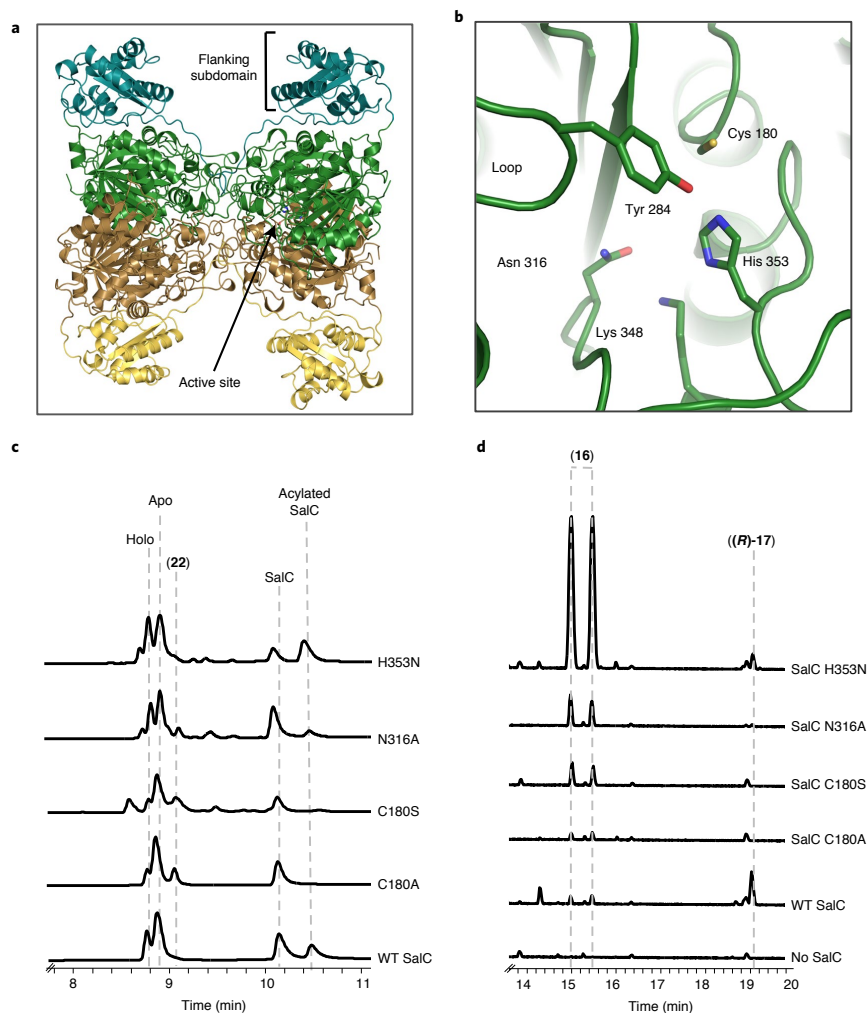 a
Flanking
subdomain
Active site
b
Cys 180
Loop
Tyr 284
Asn 316
His 353
Lys 348
c
Holo
Apo
(22)
SalC
Acylated
SalC
H353N
N316A
C180S
C180A
WT SalC
8 9 10 11
Time (min)
d
(16)
((R)-17)
SalC H353N
SalC N316A
SalC C180S
SalC C180A
WT SalC
No SalC
14 15 16 17 18 19 20
Time (min)